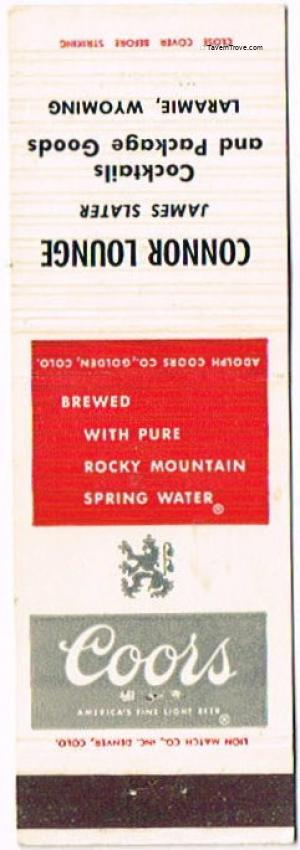 © TavernTrove.com
CLOSE COVER BEFORE STRIKING
CONNOR LOUNGE
JAMES SLATER
Cocktails
and Package Goods
LARAMIE, WYOMING
ADOLPH COORS CO., GOLDEN, COLO.
BREWED
WITH PURE
ROCKY MOUNTAIN
SPRING WATER®
Coors
AMERICA'S FINE LIGHT BEER
®
LION MATCH CO., INC. DENVER, COLO.